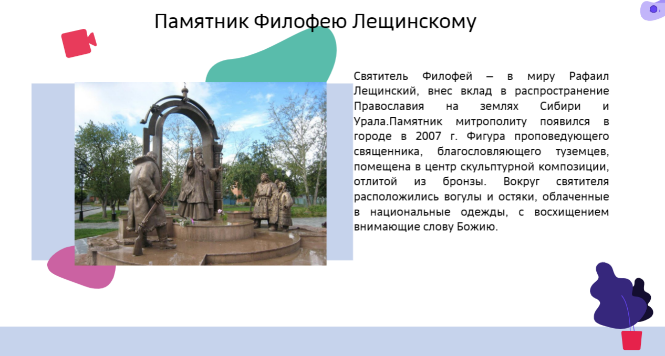 Памятник Филофею Лещинскому
Святитель Филофей – в миру Рафаил
Лещинский, внес вклад в распространение
Православия на землях Сибири и
Урала.Памятник митрополиту появился в
городе в 2007 г. Фигура проповедующего
священника, благословляющего туземцев,
помещена в центр скульптурной композиции,
отлитой из бронзы. Вокруг святителя
расположились вогулы и остяки, облаченные
в национальные одежды, с восхищением
внимающие слову Божию.